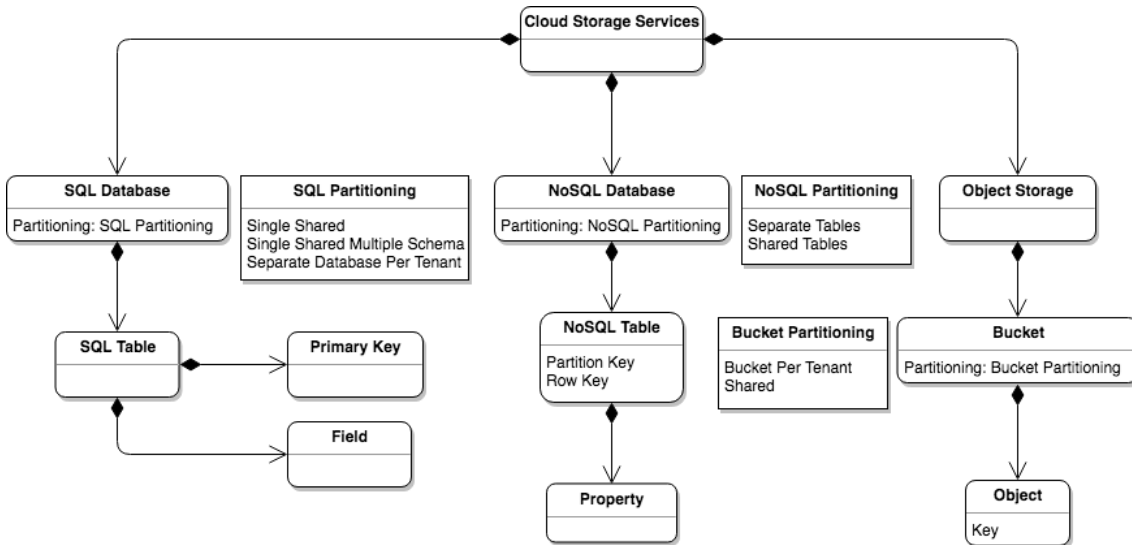 Cloud Storage Services
SQL Database
Partitioning: SQL Partitioning
SQL Partitioning
Single Shared
Single Shared Multiple Schema
Separate Database Per Tenant
NoSQL Database
Partitioning: NoSQL Partitioning
NoSQL Partitioning
Separate Tables
Shared Tables
Object Storage
SQL Table
Primary Key
Field
NoSQL Table
Partition Key
Row Key
Bucket Partitioning
Bucket Per Tenant
Shared
Bucket
Partitioning: Bucket Partitioning
Property
Object
Key